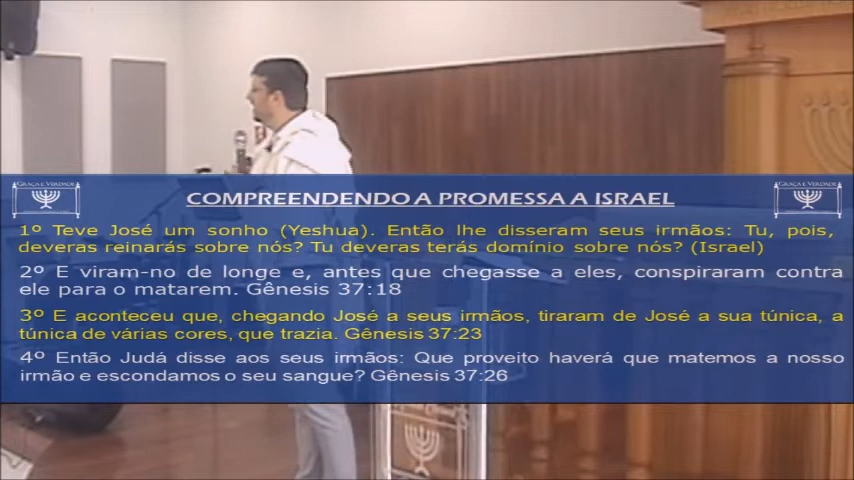 GRAÇA E VERDADE
GRAÇA E VERDADE
COMPREENDENDO A PROMESSA A ISRAEL
1º Teve José um sonho (Yeshua). Então lhe disseram seus irmãos: Tu, pois,
deveras reinarás sobre nós? Tu deveras terás domínio sobre nós? (Israel)
2º E viram-no de longe e, antes que chegasse a eles, conspiraram contra
ele para o matarem. Gênesis 37:18
3º E aconteceu que, chegando José a seus irmãos, tiraram de José a sua túnica, a
túnica de várias cores, que trazia. Gênesis 37:23
4º Então Judá disse aos seus irmãos: Que proveito haverá que matemos a nosso
irmão e escondamos o seu sangue? Gênesis 37:26